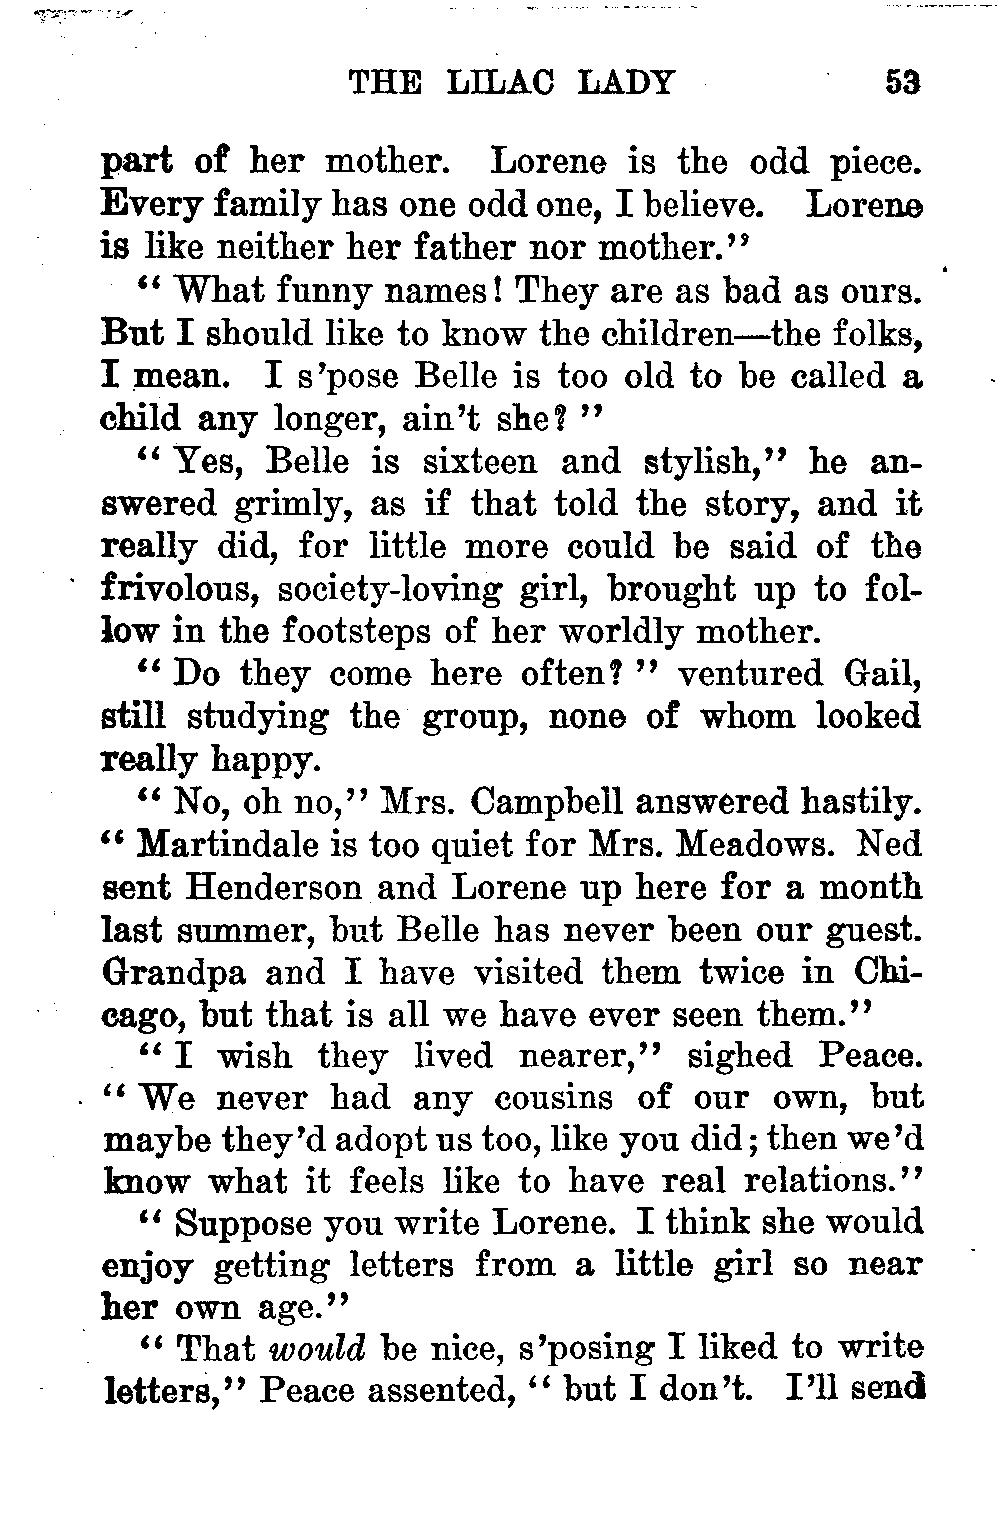 THE LILAC LADY 53
part of her mother. Lorene is the odd piece.
Every family has one odd one, I believe. Lorene
is like neither her father nor mother."
" What funny names! They are as bad as ours.
But I should like to know the children—the folks,
I mean. I s'pose Belle is too old to be called a
child any longer, ain't she? "
" Yes, Belle is sixteen and stylish," he an-
swered grimly, as if that told the story, and it
really did, for little more could be said of the
frivolous, society-loving girl, brought up to fol-
low in the footsteps of her worldly mother.
" Do they come here often? " ventured Gail,
still studying the group, none of whom looked
really happy.
" No, oh no," Mrs. Campbell answered hastily.
" Martindale is too quiet for Mrs. Meadows. Ned
sent Henderson and Lorene up here for a month
last summer, but Belle has never been our guest.
Grandpa and I have visited them twice in Chi-
cago, but that is all we have ever seen them."
" I wish they lived nearer," sighed Peace.
" We never had any cousins of our own, but
maybe they'd adopt us too, like you did; then we'd
know what it feels like to have real relations."
" Suppose you write Lorene. I think she would
enjoy getting letters from a little girl so near
her own age."
" That would be nice, s'posing I liked to write
letters," Peace assented, " but I don't. I'll send